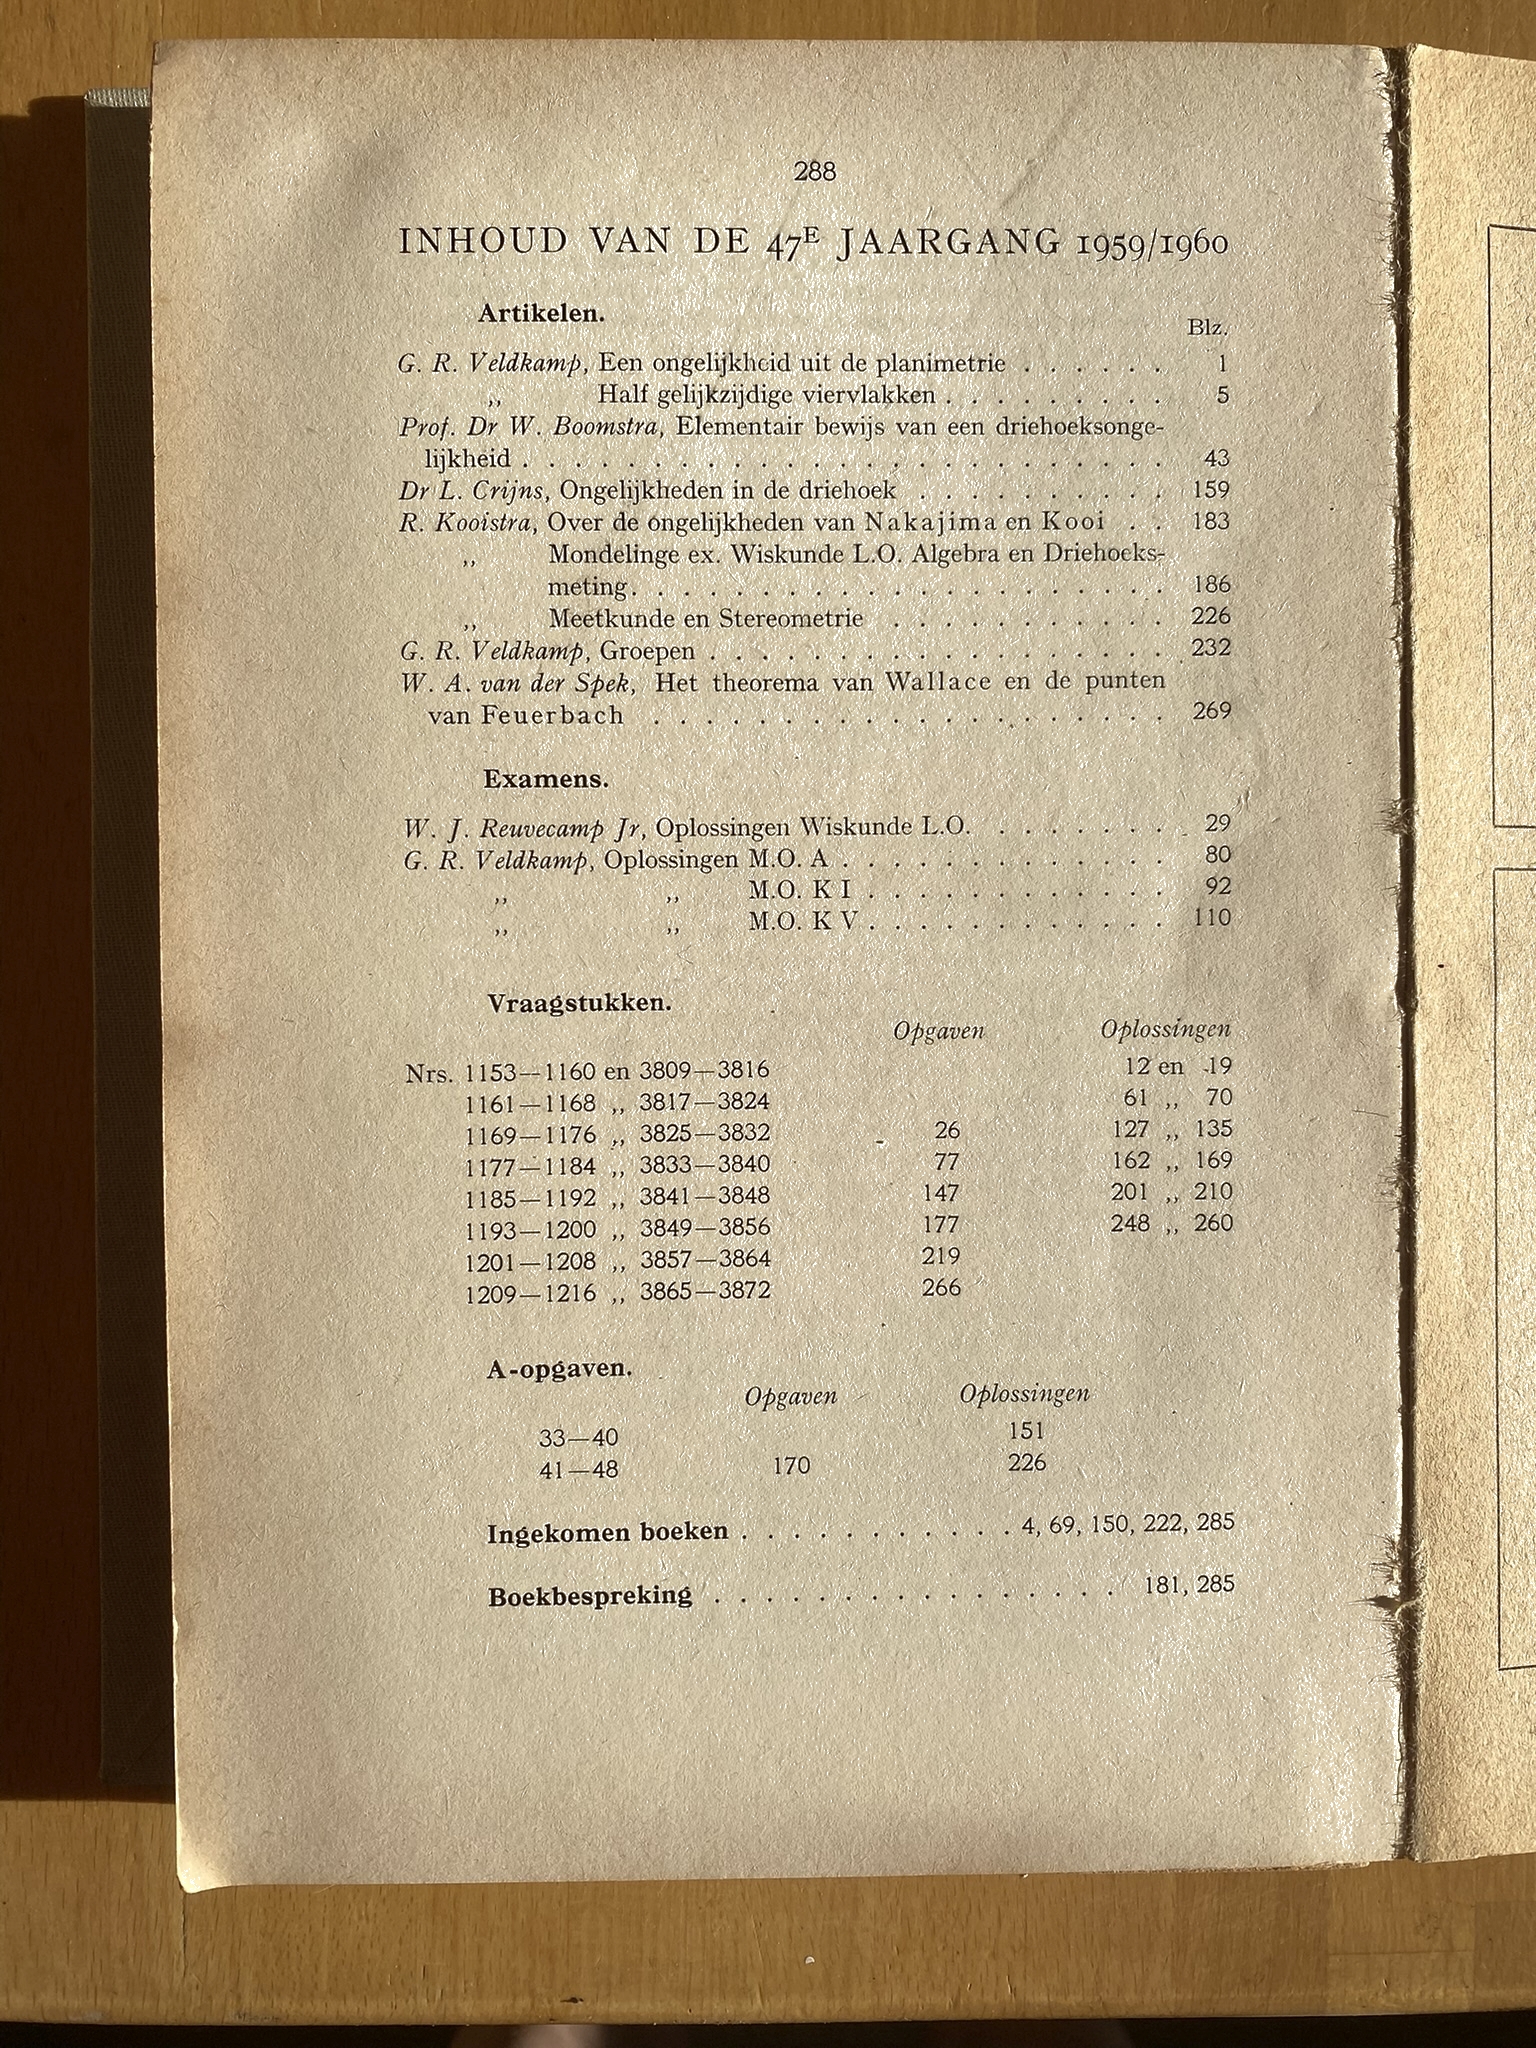 288
INHOUD VAN DE 47E JAARGANG 1959/1960
Artikelen.
Blz.
G. R. Veldkamp, Een ongelijkheid uit de planimetrie . . . . . . 1
,, Half gelijkzijdige viervlakken . . . . . . . . . 5
Prof. Dr W. Boomstra, Elementair bewijs van een driehoeksonge-
lijkheid . . . . . . . . . . . . . . . . . . . . . . . . . 43
Dr L. Crijns, Ongelijkheden in de driehoek . . . . . . . . . . 159
R. Kooistra, Over de ongelijkheden van Nakajima en Kooi . . 183
,, Mondelinge ex. Wiskunde L.O. Algebra en Driehoeks-
meting. . . . . . . . . . . . . . . . . . . . . 186
,, Meetkunde en Stereometrie . . . . . . . . . . . 226
G. R. Veldkamp, Groepen . . . . . . . . . . . . . . . . . . 232
W. A. van der Spek, Het theorema van Wallace en de punten
van Feuerbach . . . . . . . . . . . . . . . . . . . . 269
Examens.
W. J. Reuvecamp Jr, Oplossingen Wiskunde L.O. . . . . . . . . 29
G. R. Veldkamp, Oplossingen M.O. A . . . . . . . . . . . . . 80
,, ,, M.O. K I . . . . . . . . . . . . 92
,, ,, M.O. K V . . . . . . . . . . . . 110
Vraagstukken.
Opgaven Oplossingen
Nrs. 1153—1160 en 3809—3816 12 en 19
1161—1168 ,, 3817—3824 61 ,, 70
1169—1176 ,, 3825—3832 26 127 ,, 135
1177—1184 ,, 3833—3840 77 162 ,, 169
1185—1192 ,, 3841—3848 147 201 ,, 210
1193—1200 ,, 3849—3856 177 248 ,, 260
1201—1208 ,, 3857—3864 219
1209—1216 ,, 3865—3872 266
A-opgaven.
Opgaven Oplossingen
33—40 151
41—48 170 226
Ingekomen boeken . . . . . . . . . . . 4, 69, 150, 222, 285
Boekbespreking . . . . . . . . . . . . . . . . 181, 285